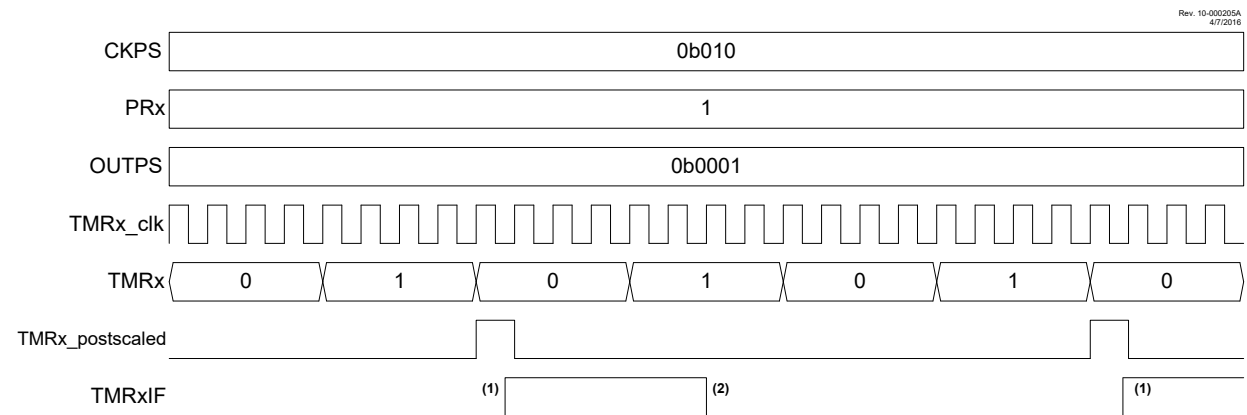 Rev. 10-000205A
4/7/2016
CKPS 0b010
PRx 1
OUTPS 0b0001
TMRx_clk
TMRx 0 1 0 1 0 1 0
TMRx_postscaled
TMRxIF (1) (2) (1)